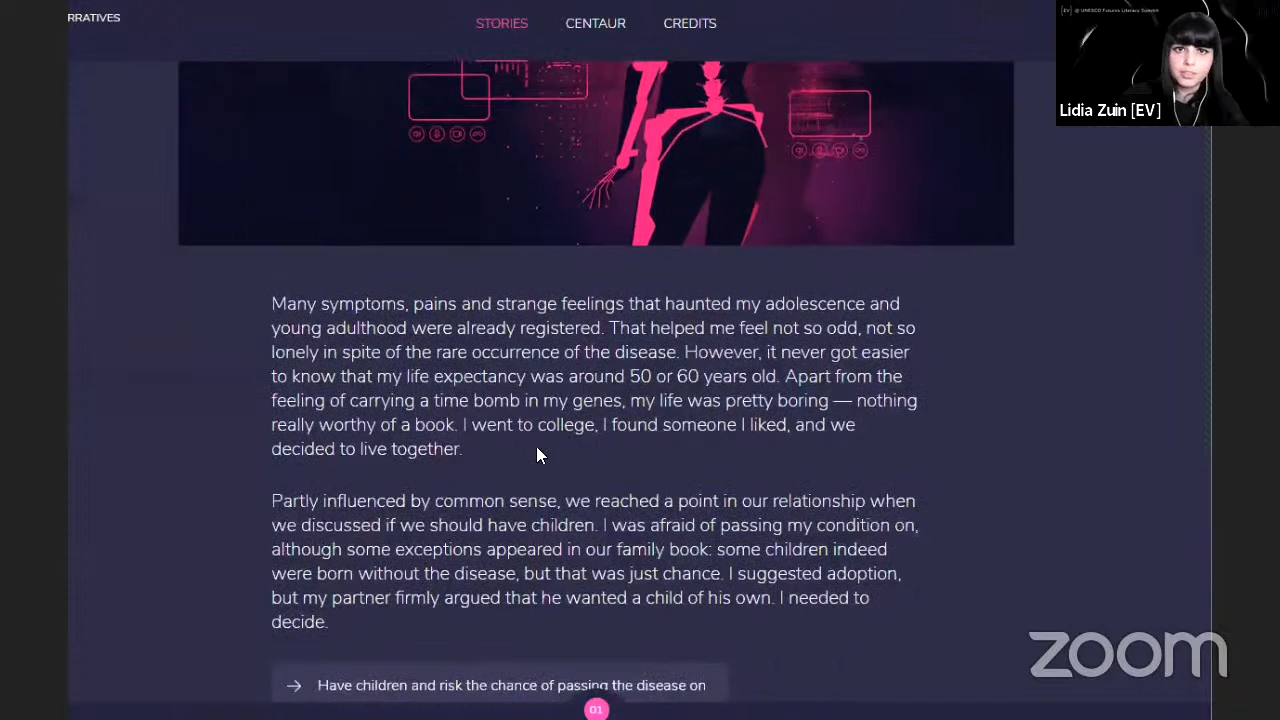 RRATIVES
STORIES
CENTAUR
CREDITS
[EV] @ UNESCO Futures Literacy Summit
Lidia Zuin [EV]
Many symptoms, pains and strange feelings that haunted my adolescence and
young adulthood were already registered. That helped me feel not so odd, not so
lonely in spite of the rare occurrence of the disease. However, it never got easier
to know that my life expectancy was around 50 or 60 years old. Apart from the
feeling of carrying a time bomb in my genes, my life was pretty boring — nothing
really worthy of a book. I went to college, I found someone I liked, and we
decided to live together.
Partly influenced by common sense, we reached a point in our relationship when
we discussed if we should have children. I was afraid of passing my condition on,
although some exceptions appeared in our family book: some children indeed
were born without the disease, but that was just chance. I suggested adoption,
but my partner firmly argued that he wanted a child of his own. I needed to
decide.
→ Have children and risk the chance of passing the disease on
01
zoom